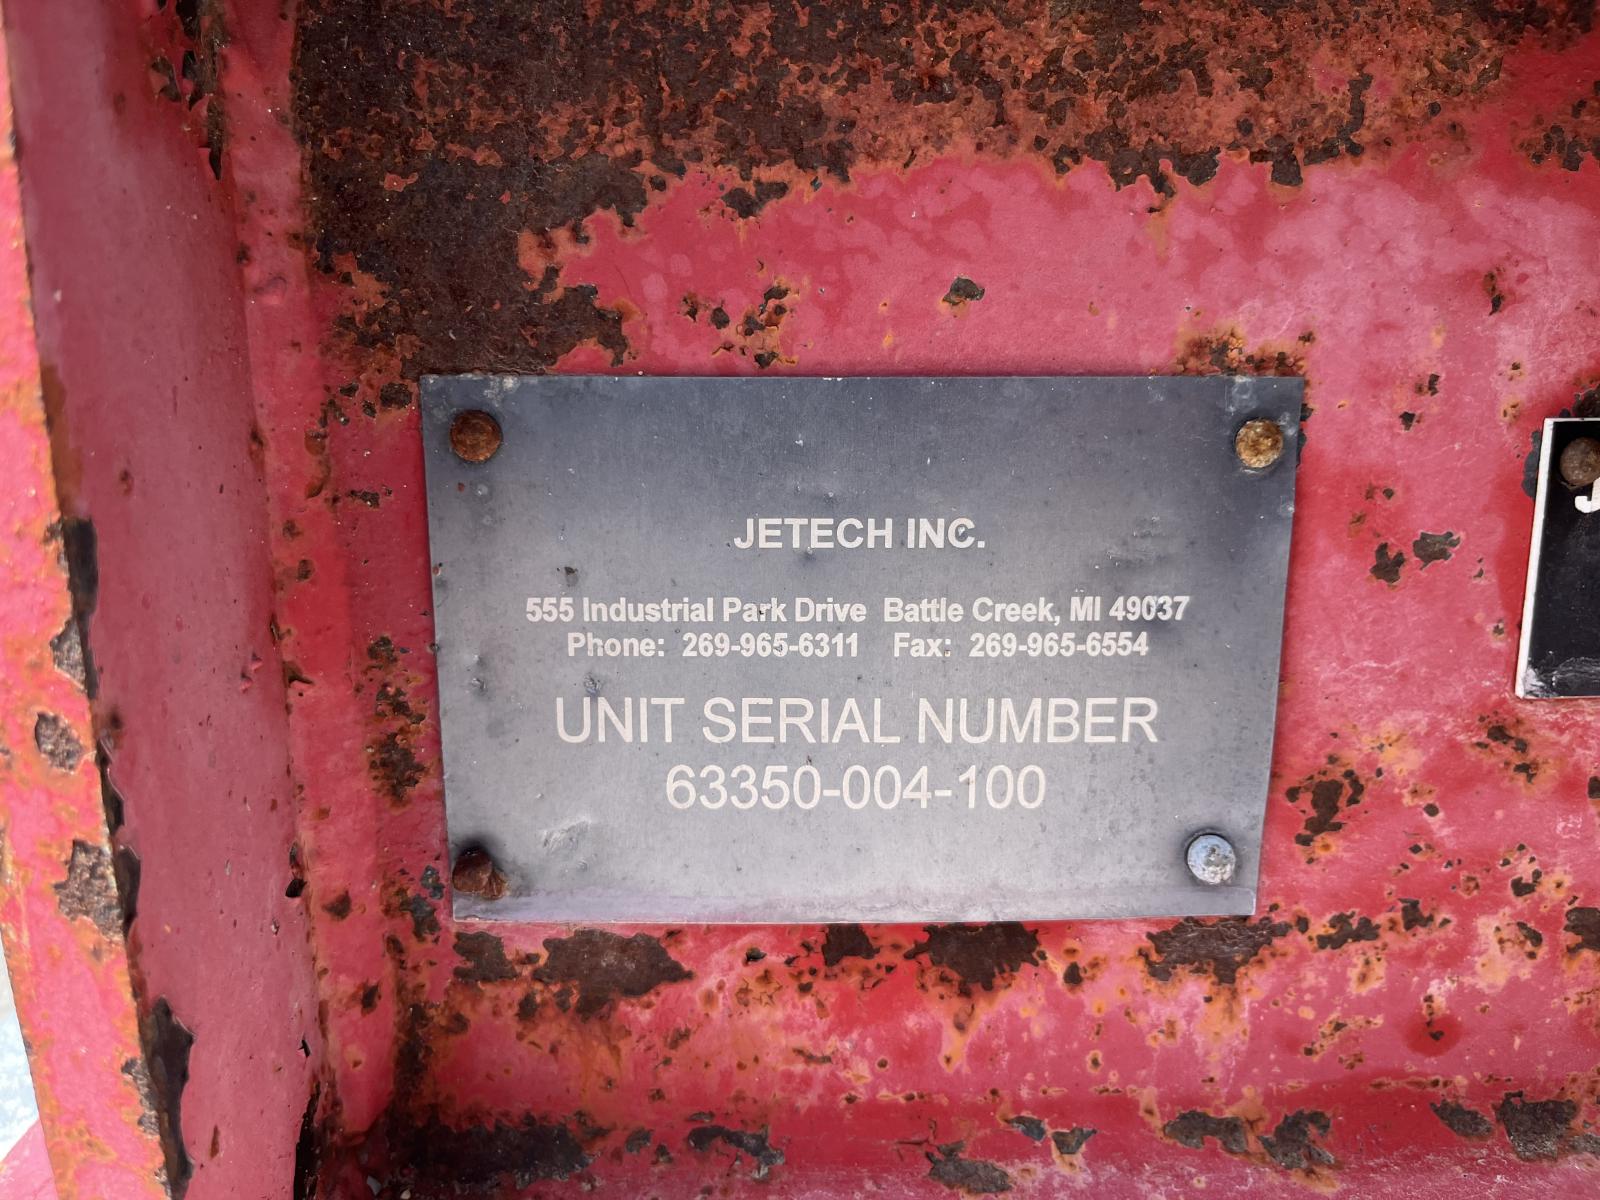 JETECH INC.
555 Industrial Park Drive Battle Creek, MI 49037
Phone: 269-965-6311 Fax: 269-965-6554
UNIT SERIAL NUMBER
63350-004-100